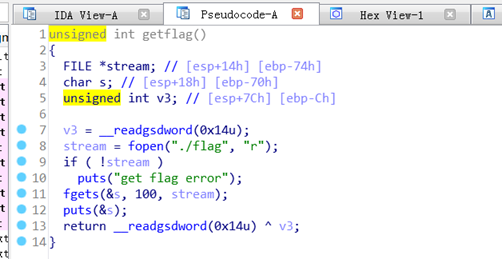 IDA View-A Pseudocode-A Hex View-1 A
1 unsigned int getflag()
2 {
3 FILE *stream; // [esp+14h] [ebp-74h]
4 char s; // [esp+18h] [ebp-70h]
5 unsigned int v3; // [esp+7Ch] [ebp-Ch]
6
7 v3 = __readgsdword(0x14u);
8 stream = fopen("./flag", "r");
9 if ( !stream )
10 puts("get flag error");
11 fgets(&s, 100, stream);
12 puts(&s);
13 return __readgsdword(0x14u) ^ v3;
14 }